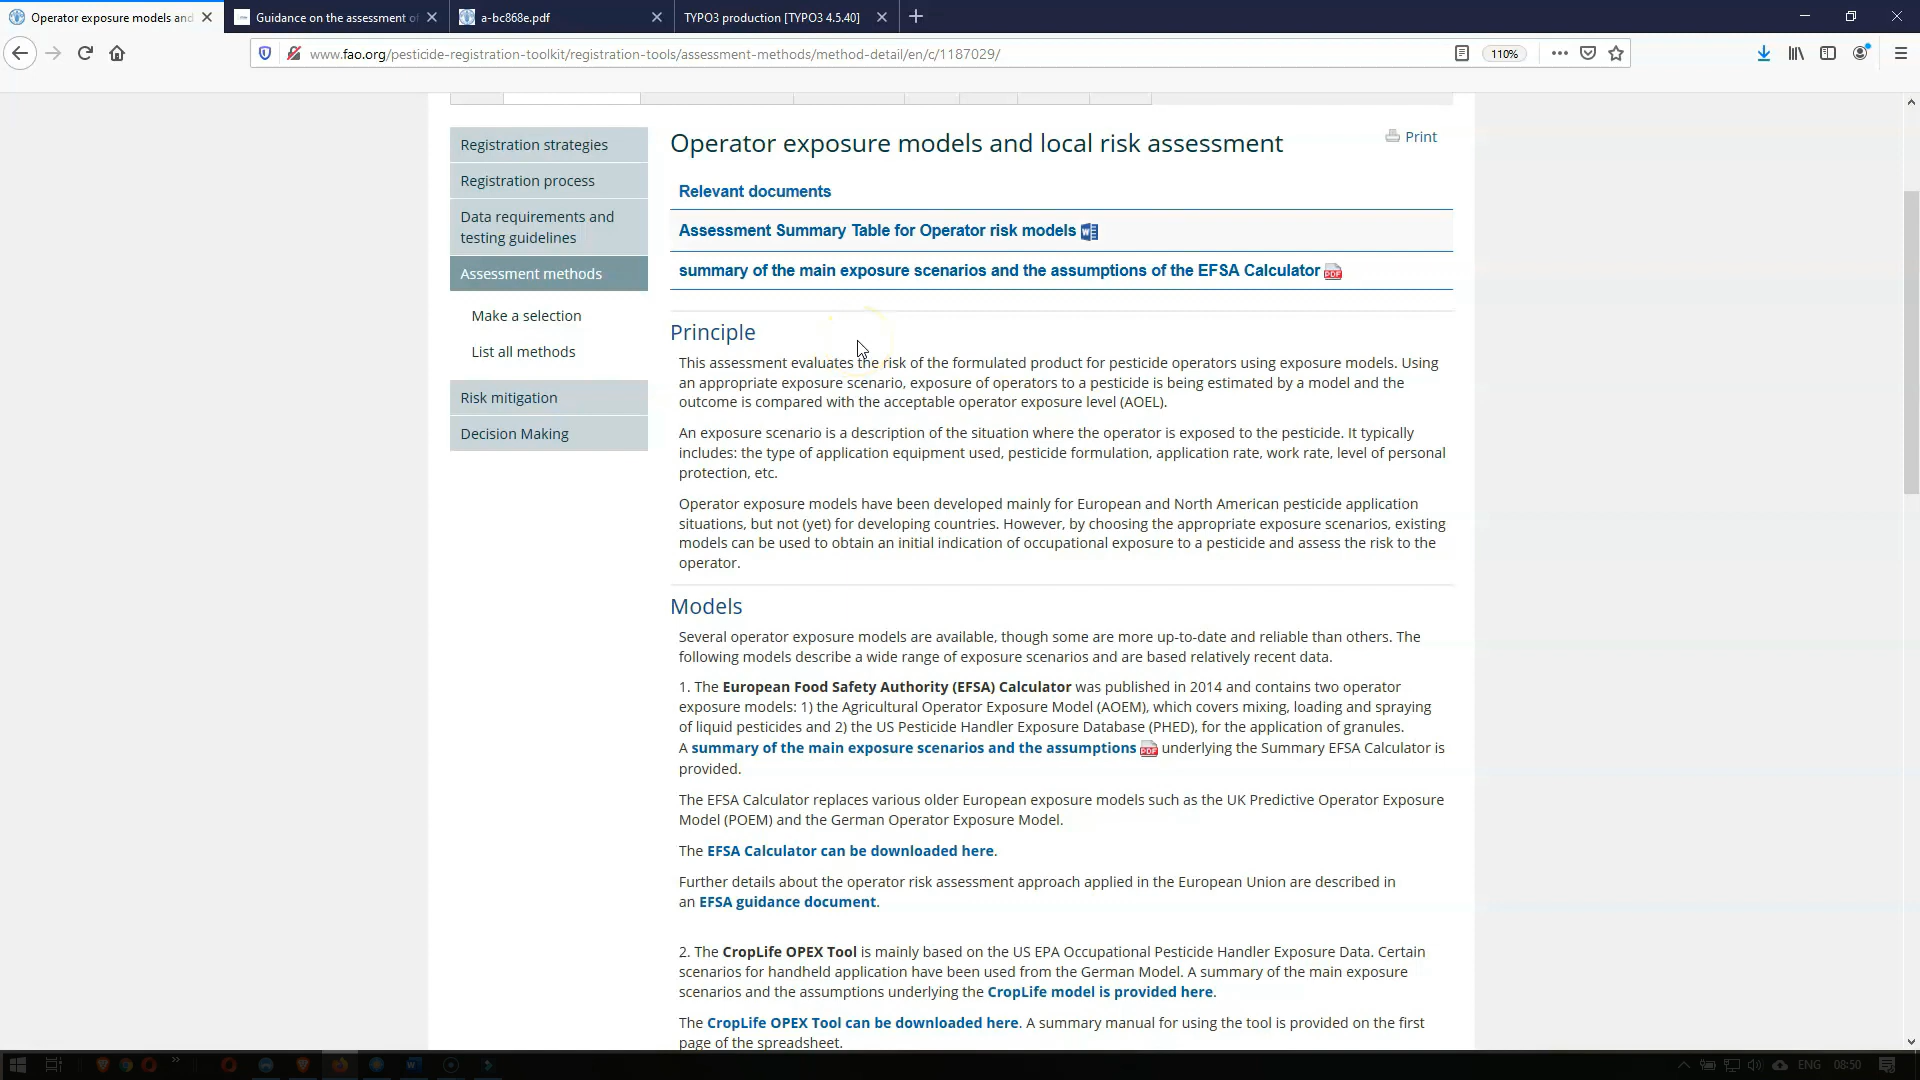 Operator exposure models and
Guidance on the assessment of
a-bc868e.pdf
TYPO3 production [TYPO3 4.5.40]
www.fao.org/pesticide-registration-toolkit/registration-tools/assessment-methods/method-detail/en/c/1187029/
110%
Registration strategies
Registration process
Data requirements and
testing guidelines
Assessment methods
Make a selection
List all methods
Risk mitigation
Decision Making
Operator exposure models and local risk assessment
Print
Relevant documents
Assessment Summary Table for Operator risk models
summary of the main exposure scenarios and the assumptions of the EFSA Calculator
Principle
This assessment evaluates the risk of the formulated product for pesticide operators using exposure models. Using
an appropriate exposure scenario, exposure of operators to a pesticide is being estimated by a model and the
outcome is compared with the acceptable operator exposure level (AOEL).
An exposure scenario is a description of the situation where the operator is exposed to the pesticide. It typically
includes: the type of application equipment used, pesticide formulation, application rate, work rate, level of personal
protection, etc.
Operator exposure models have been developed mainly for European and North American pesticide application
situations, but not (yet) for developing countries. However, by choosing the appropriate exposure scenarios, existing
models can be used to obtain an initial indication of occupational exposure to a pesticide and assess the risk to the
operator.
Models
Several operator exposure models are available, though some are more up-to-date and reliable than others. The
following models describe a wide range of exposure scenarios and are based relatively recent data.
1. The European Food Safety Authority (EFSA) Calculator was published in 2014 and contains two operator
exposure models: 1) the Agricultural Operator Exposure Model (AOEM), which covers mixing, loading and spraying
of liquid pesticides and 2) the US Pesticide Handler Exposure Database (PHED), for the application of granules.
A summary of the main exposure scenarios and the assumptions PDF underlying the Summary EFSA Calculator is
provided.
The EFSA Calculator replaces various older European exposure models such as the UK Predictive Operator Exposure
Model (POEM) and the German Operator Exposure Model.
The EFSA Calculator can be downloaded here.
Further details about the operator risk assessment approach applied in the European Union are described in
an EFSA guidance document.
2. The CropLife OPEX Tool is mainly based on the US EPA Occupational Pesticide Handler Exposure Data. Certain
scenarios for handheld application have been used from the German Model. A summary of the main exposure
scenarios and the assumptions underlying the CropLife model is provided here.
The CropLife OPEX Tool can be downloaded here. A summary manual for using the tool is provided on the first
page of the spreadsheet.
ENG
08:50